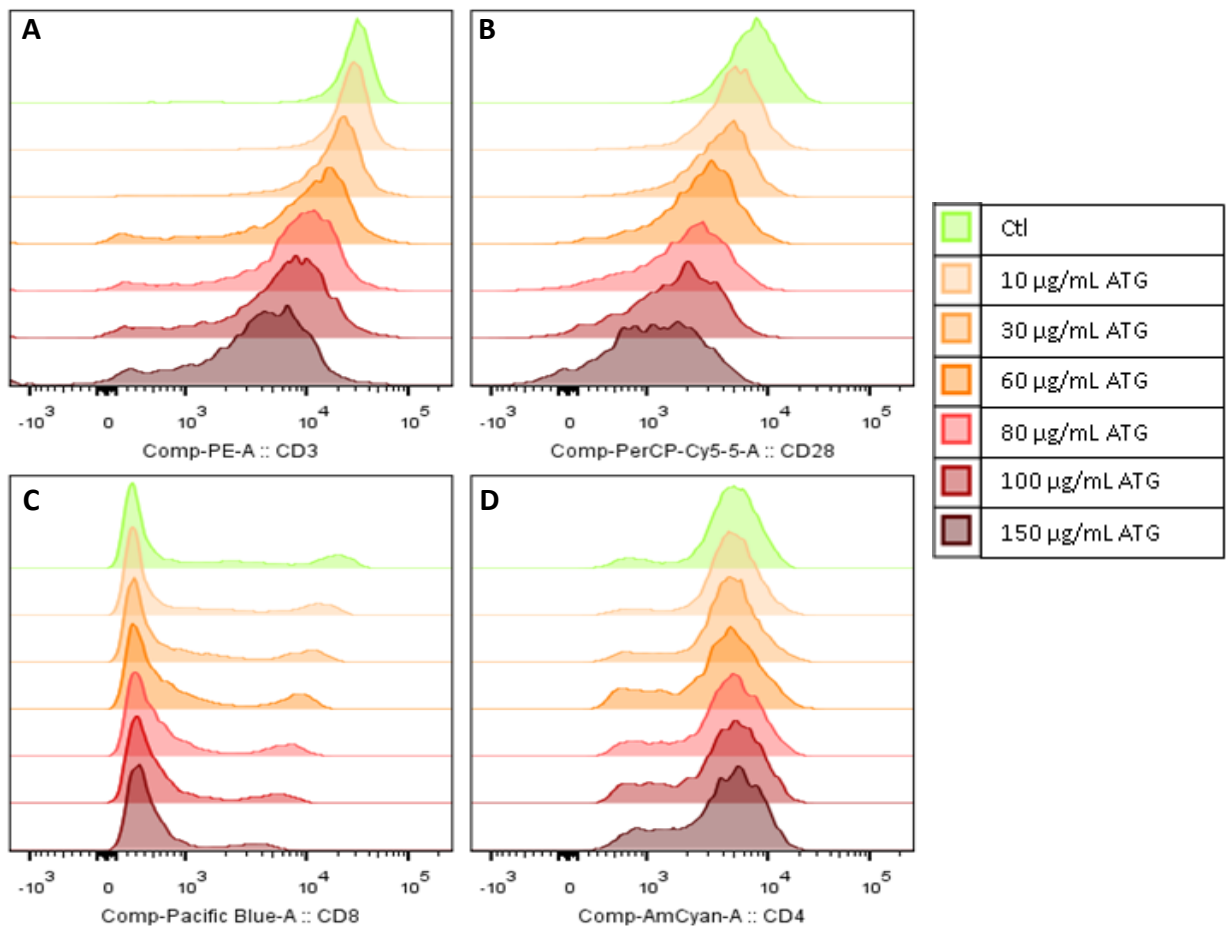 A
-10³ 0 10³ 10⁴ 10⁵
Comp-PE-A :: CD3
B
-10³ 0 10³ 10⁴ 10⁵
Comp-PerCP-Cy5-5-A :: CD28
C
-10³ 0 10³ 10⁴ 10⁵
Comp-Pacific Blue-A :: CD8
D
-10³ 0 10³ 10⁴ 10⁵
Comp-AmCyan-A :: CD4
Ctl
10 µg/mL ATG
30 µg/mL ATG
60 µg/mL ATG
80 µg/mL ATG
100 µg/mL ATG
150 µg/mL ATG